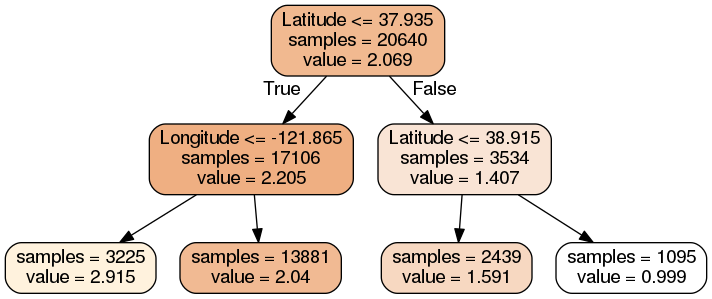 Latitude <= 37.935
samples = 20640
value = 2.069
True
False
Longitude <= -121.865
samples = 17106
value = 2.205
Latitude <= 38.915
samples = 3534
value = 1.407
samples = 3225
value = 2.915
samples = 13881
value = 2.04
samples = 2439
value = 1.591
samples = 1095
value = 0.999